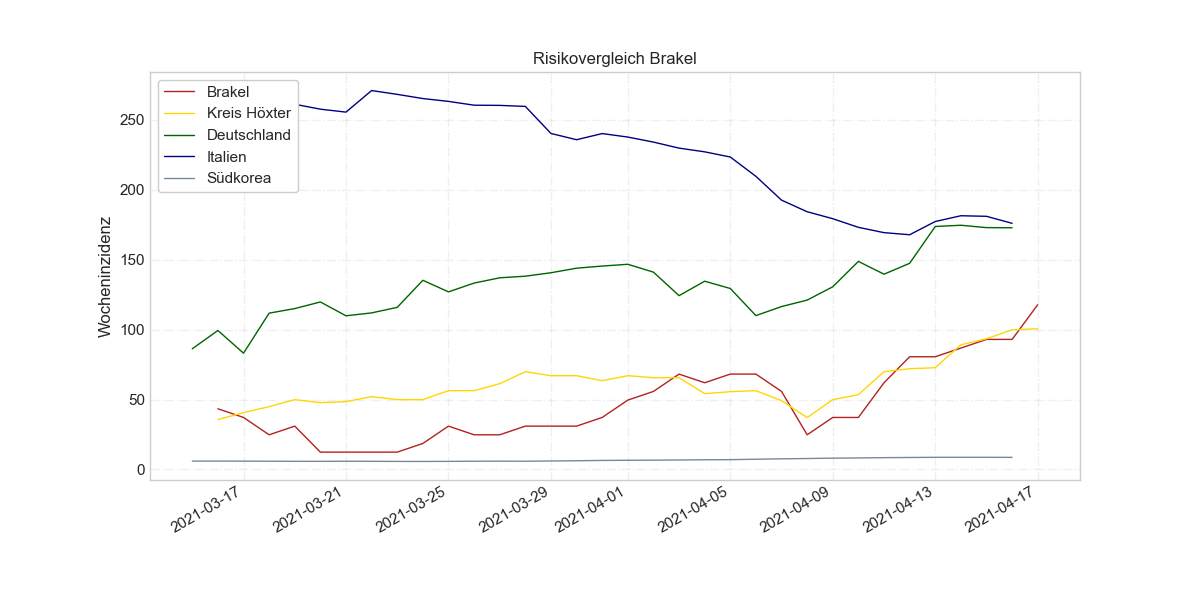 Risikovergleich Brakel
Brakel
Kreis Höxter
Deutschland
Italien
Südkorea
Wocheninzidenz
250
200
150
100
50
0
2021-03-17
2021-03-21
2021-03-25
2021-03-29
2021-04-01
2021-04-05
2021-04-09
2021-04-13
2021-04-17